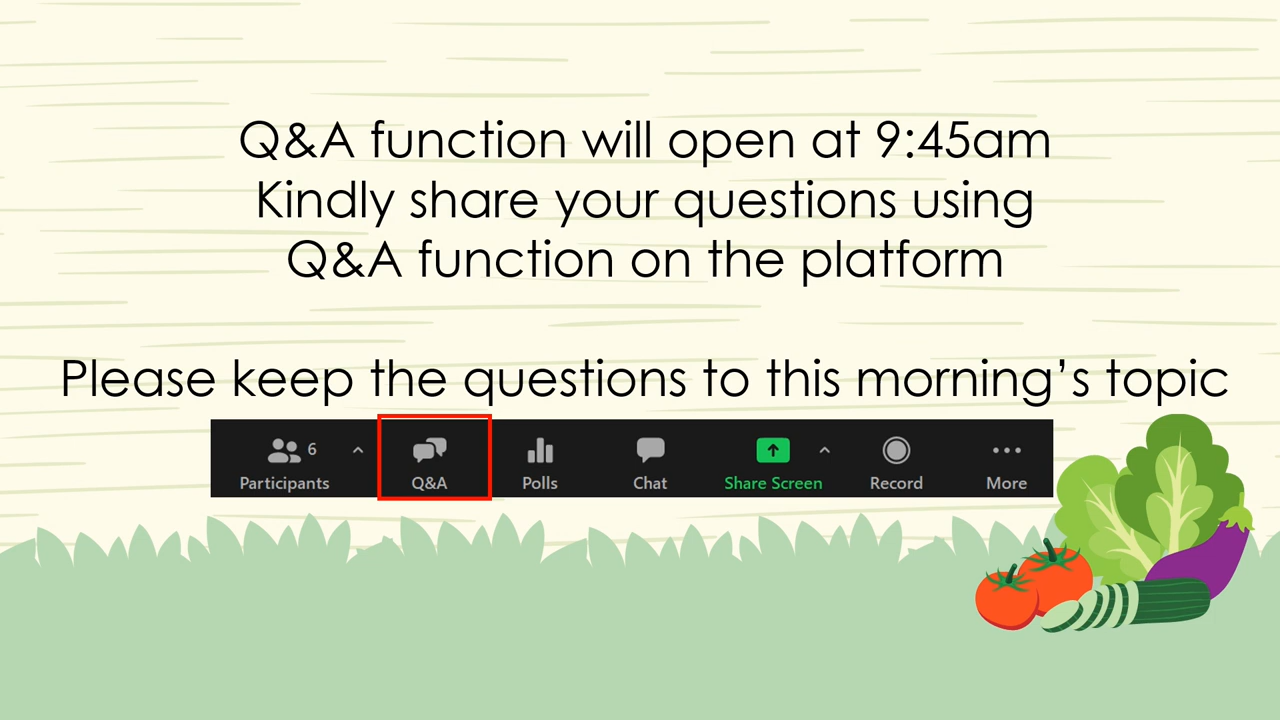 Q&A function will open at 9:45am
Kindly share your questions using
Q&A function on the platform
Please keep the questions to this morning’s topic
6
Participants Q&A Polls Chat Share Screen Record More